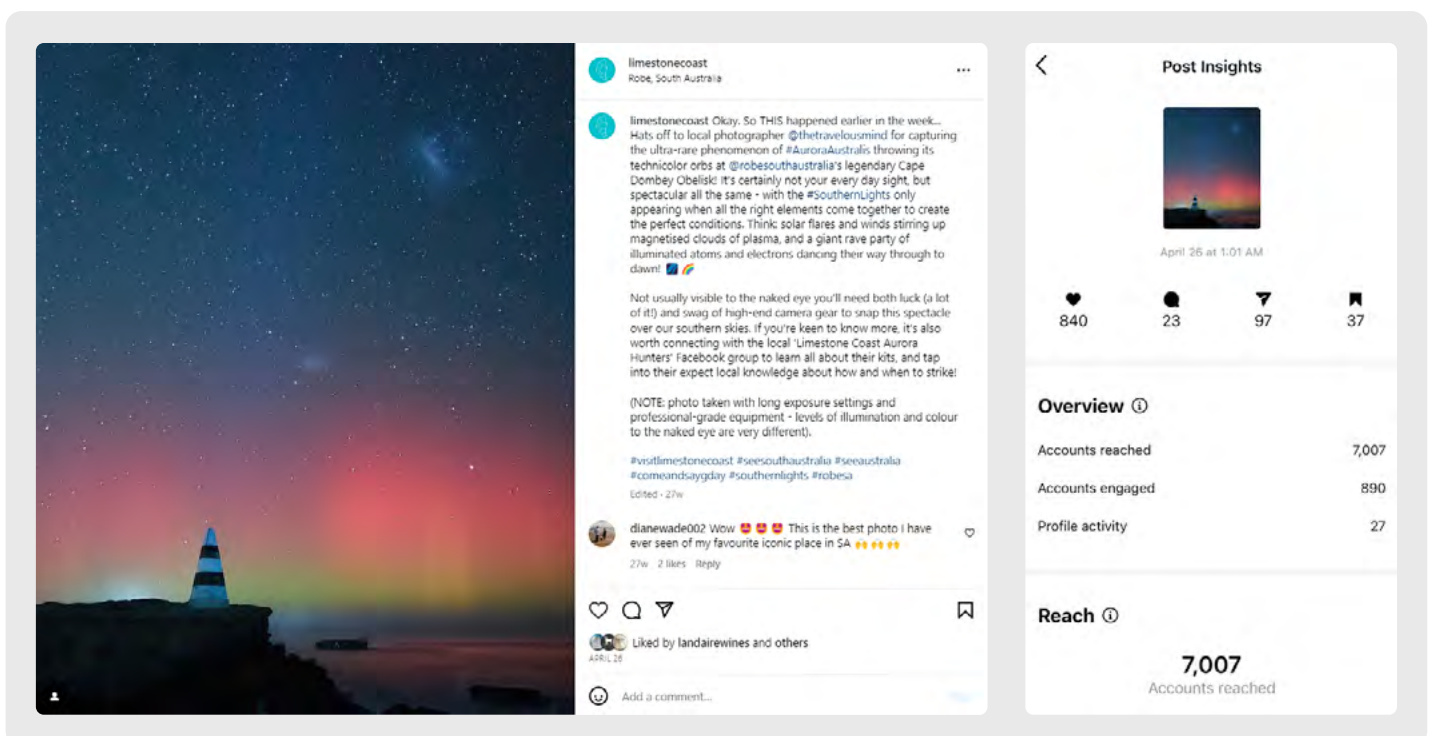 limestonecoast
Robe, South Australia
limestonecoast Okay. So THIS happened earlier in the week...
Hats off to local photographer @thetravelousmind for capturing
the ultra-rare phenomenon of #AuroraAustralis throwing its
technicolor orbs at @robesouthaustralia's legendary Cape
Dombey Obelisk! It's certainly not your every day sight, but
spectacular all the same - with the #SouthernLights only
appearing when all the right elements come together to create
the perfect conditions. Think: solar flares and winds stirring up
magnetised clouds of plasma, and a giant rave party of
illuminated atoms and electrons dancing their way through to
dawn! 🌌 🌈
Not usually visible to the naked eye you'll need both luck (a lot
of it!) and swag of high-end camera gear to snap this spectacle
over our southern skies. If you're keen to know more, it's also
worth connecting with the local 'Limestone Coast Aurora
Hunters' Facebook group to learn all about their kits, and tap
into their expect local knowledge about how and when to strike!
(NOTE: photo taken with long exposure settings and
professional-grade equipment - levels of illumination and colour
to the naked eye are very different).
#visitlimestonecoast #seesouthaustralia #seeaustralia
#comeandsaygday #southernlights #robesa
Edited · 27w
dianewade002 Wow 🤩 🤩 🤩 This is the best photo I have
ever seen of my favourite iconic place in SA 🙌 🙌 🙌
27w 2 likes Reply
Liked by landairewines and others
APRIL 26
Add a comment...
Post Insights
April 26 at 1:01 AM
840 23 97 37
Overview
Accounts reached 7,007
Accounts engaged 890
Profile activity 27
Reach
7,007
Accounts reached